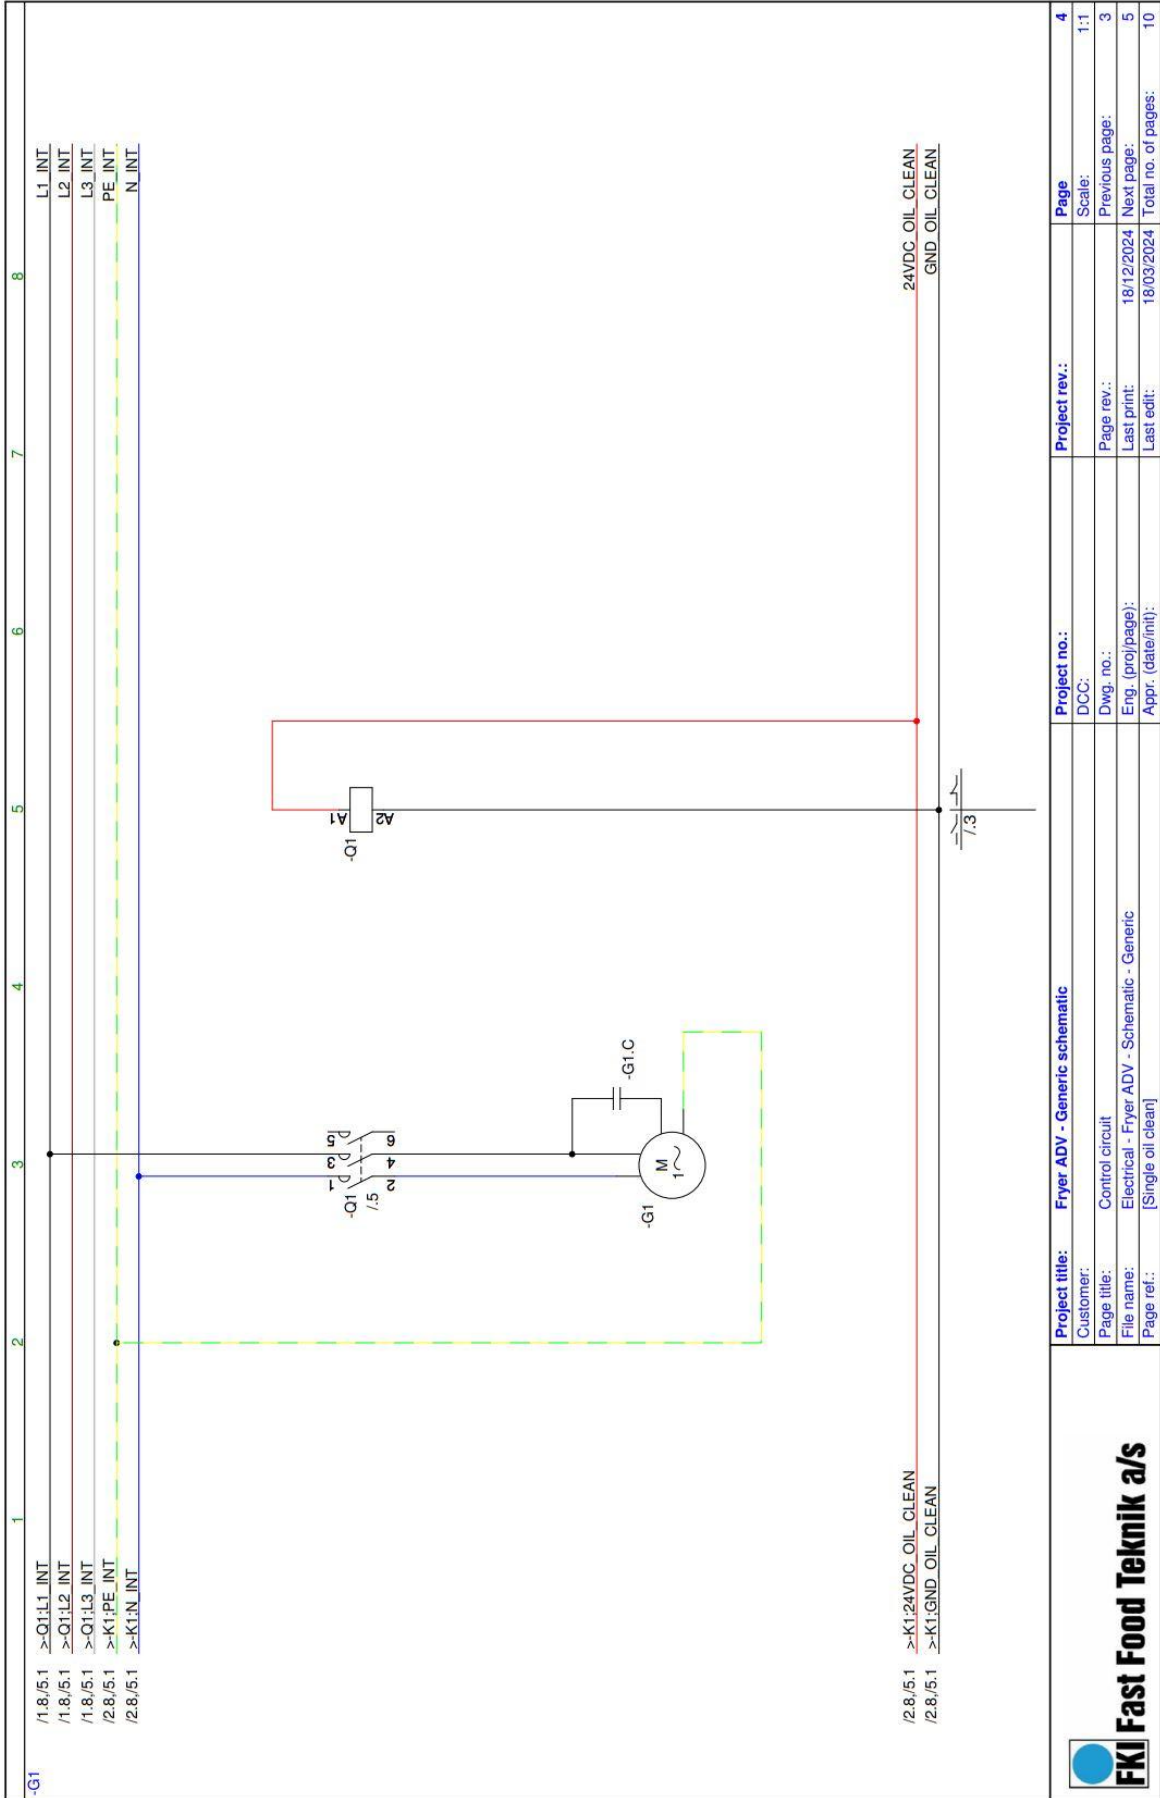 1 2 3 4 5 6 7 8
-G1
/1.8,/5.1 >-Q1:L1_INT L1_INT
/1.8,/5.1 >-Q1:L2_INT L2_INT
/1.8,/5.1 >-Q1:L3_INT L3_INT
/2.8,/5.1 >-K1:PE_INT PE_INT
/2.8,/5.1 >-K1:N_INT N_INT
1 3 5
-Q1
/.5
2 4 6
A1
-Q1
A2
-G1.C
M
1~
-G1
/2.8,/5.1 >-K1:24VDC_OIL_CLEAN 24VDC_OIL_CLEAN
/2.8,/5.1 >-K1:GND_OIL_CLEAN GND_OIL_CLEAN
/.3
FKI Fast Food Teknik a/s
Project title: Fryer ADV - Generic schematic Project no.: Project rev.: Page 4
Customer: DCC: Scale: 1:1
Page title: Control circuit Dwg. no.: Page rev.: Previous page: 3
File name: Electrical - Fryer ADV - Schematic - Generic Eng. (proj/page): Last print: 18/12/2024 Next page: 5
Page ref.: [Single oil clean] Appr. (date/init): Last edit: 18/03/2024 Total no. of pages: 10